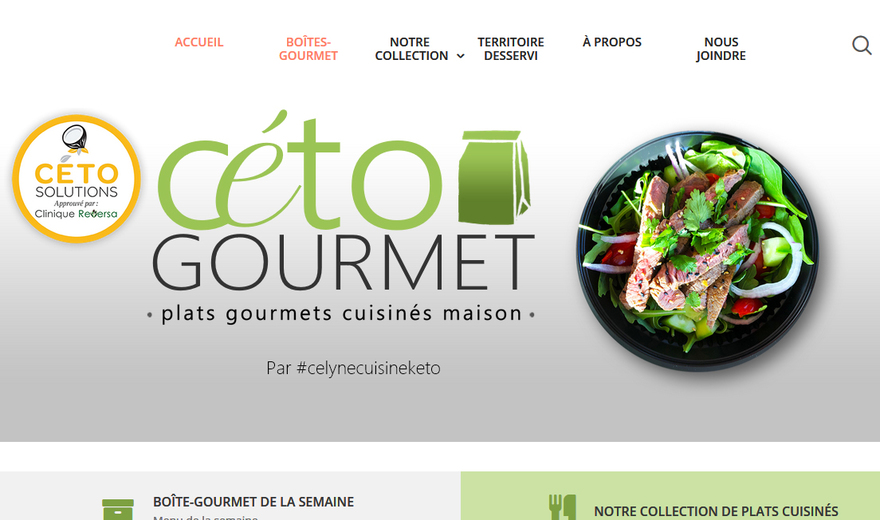 ACCUEIL
BOÎTES-
GOURMET
NOTRE
COLLECTION
TERRITOIRE
DESSERVI
À PROPOS
NOUS
JOINDRE
CÉTO
SOLUTIONS
Approuvé par :
Clinique Reversa
céto
GOURMET
• plats gourmets cuisinés maison •
Par #celynecuisineketo
BOÎTE-GOURMET DE LA SEMAINE
Menu de la semaine
NOTRE COLLECTION DE PLATS CUISINÉS